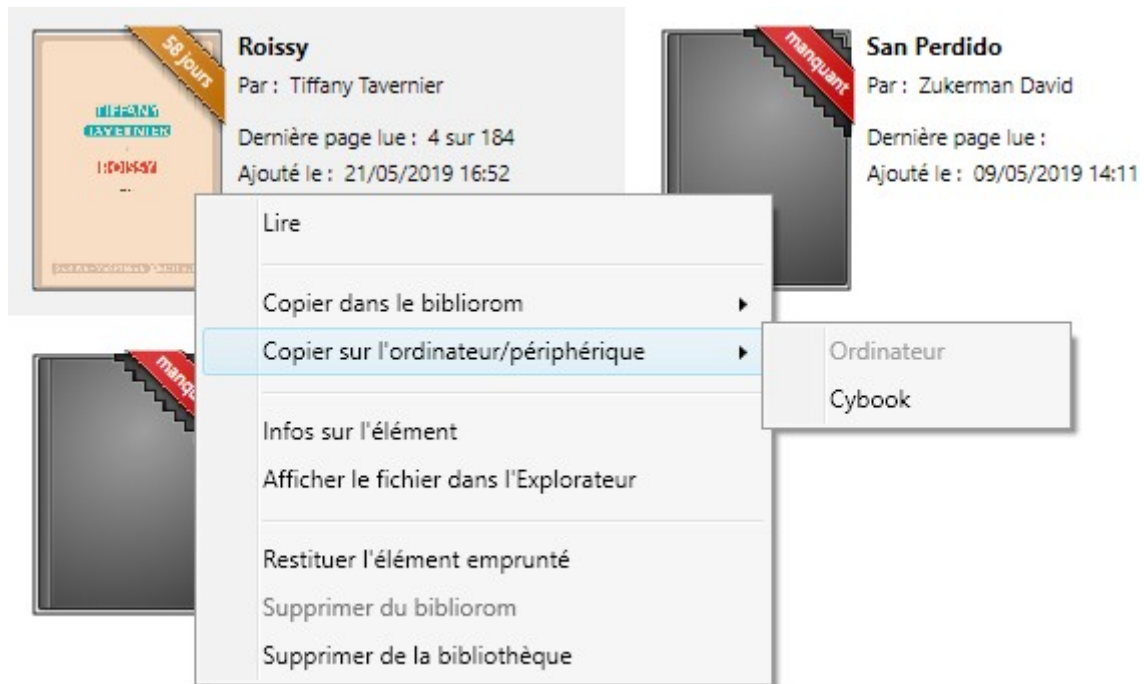 58 jours
Roissy
Par : Tiffany Tavernier
Dernière page lue : 4 sur 184
Ajouté le : 21/05/2019 16:52
TIFFANY
TAVERNIER
ROISSY
manquant
San Perdido
Par : Zukerman David
Dernière page lue :
Ajouté le : 09/05/2019 14:11
Lire
Copier dans le bibliorom
Copier sur l'ordinateur/périphérique
Ordinateur
Cybook
Infos sur l'élément
Afficher le fichier dans l'Explorateur
Restituer l'élément emprunté
Supprimer du bibliorom
Supprimer de la bibliothèque